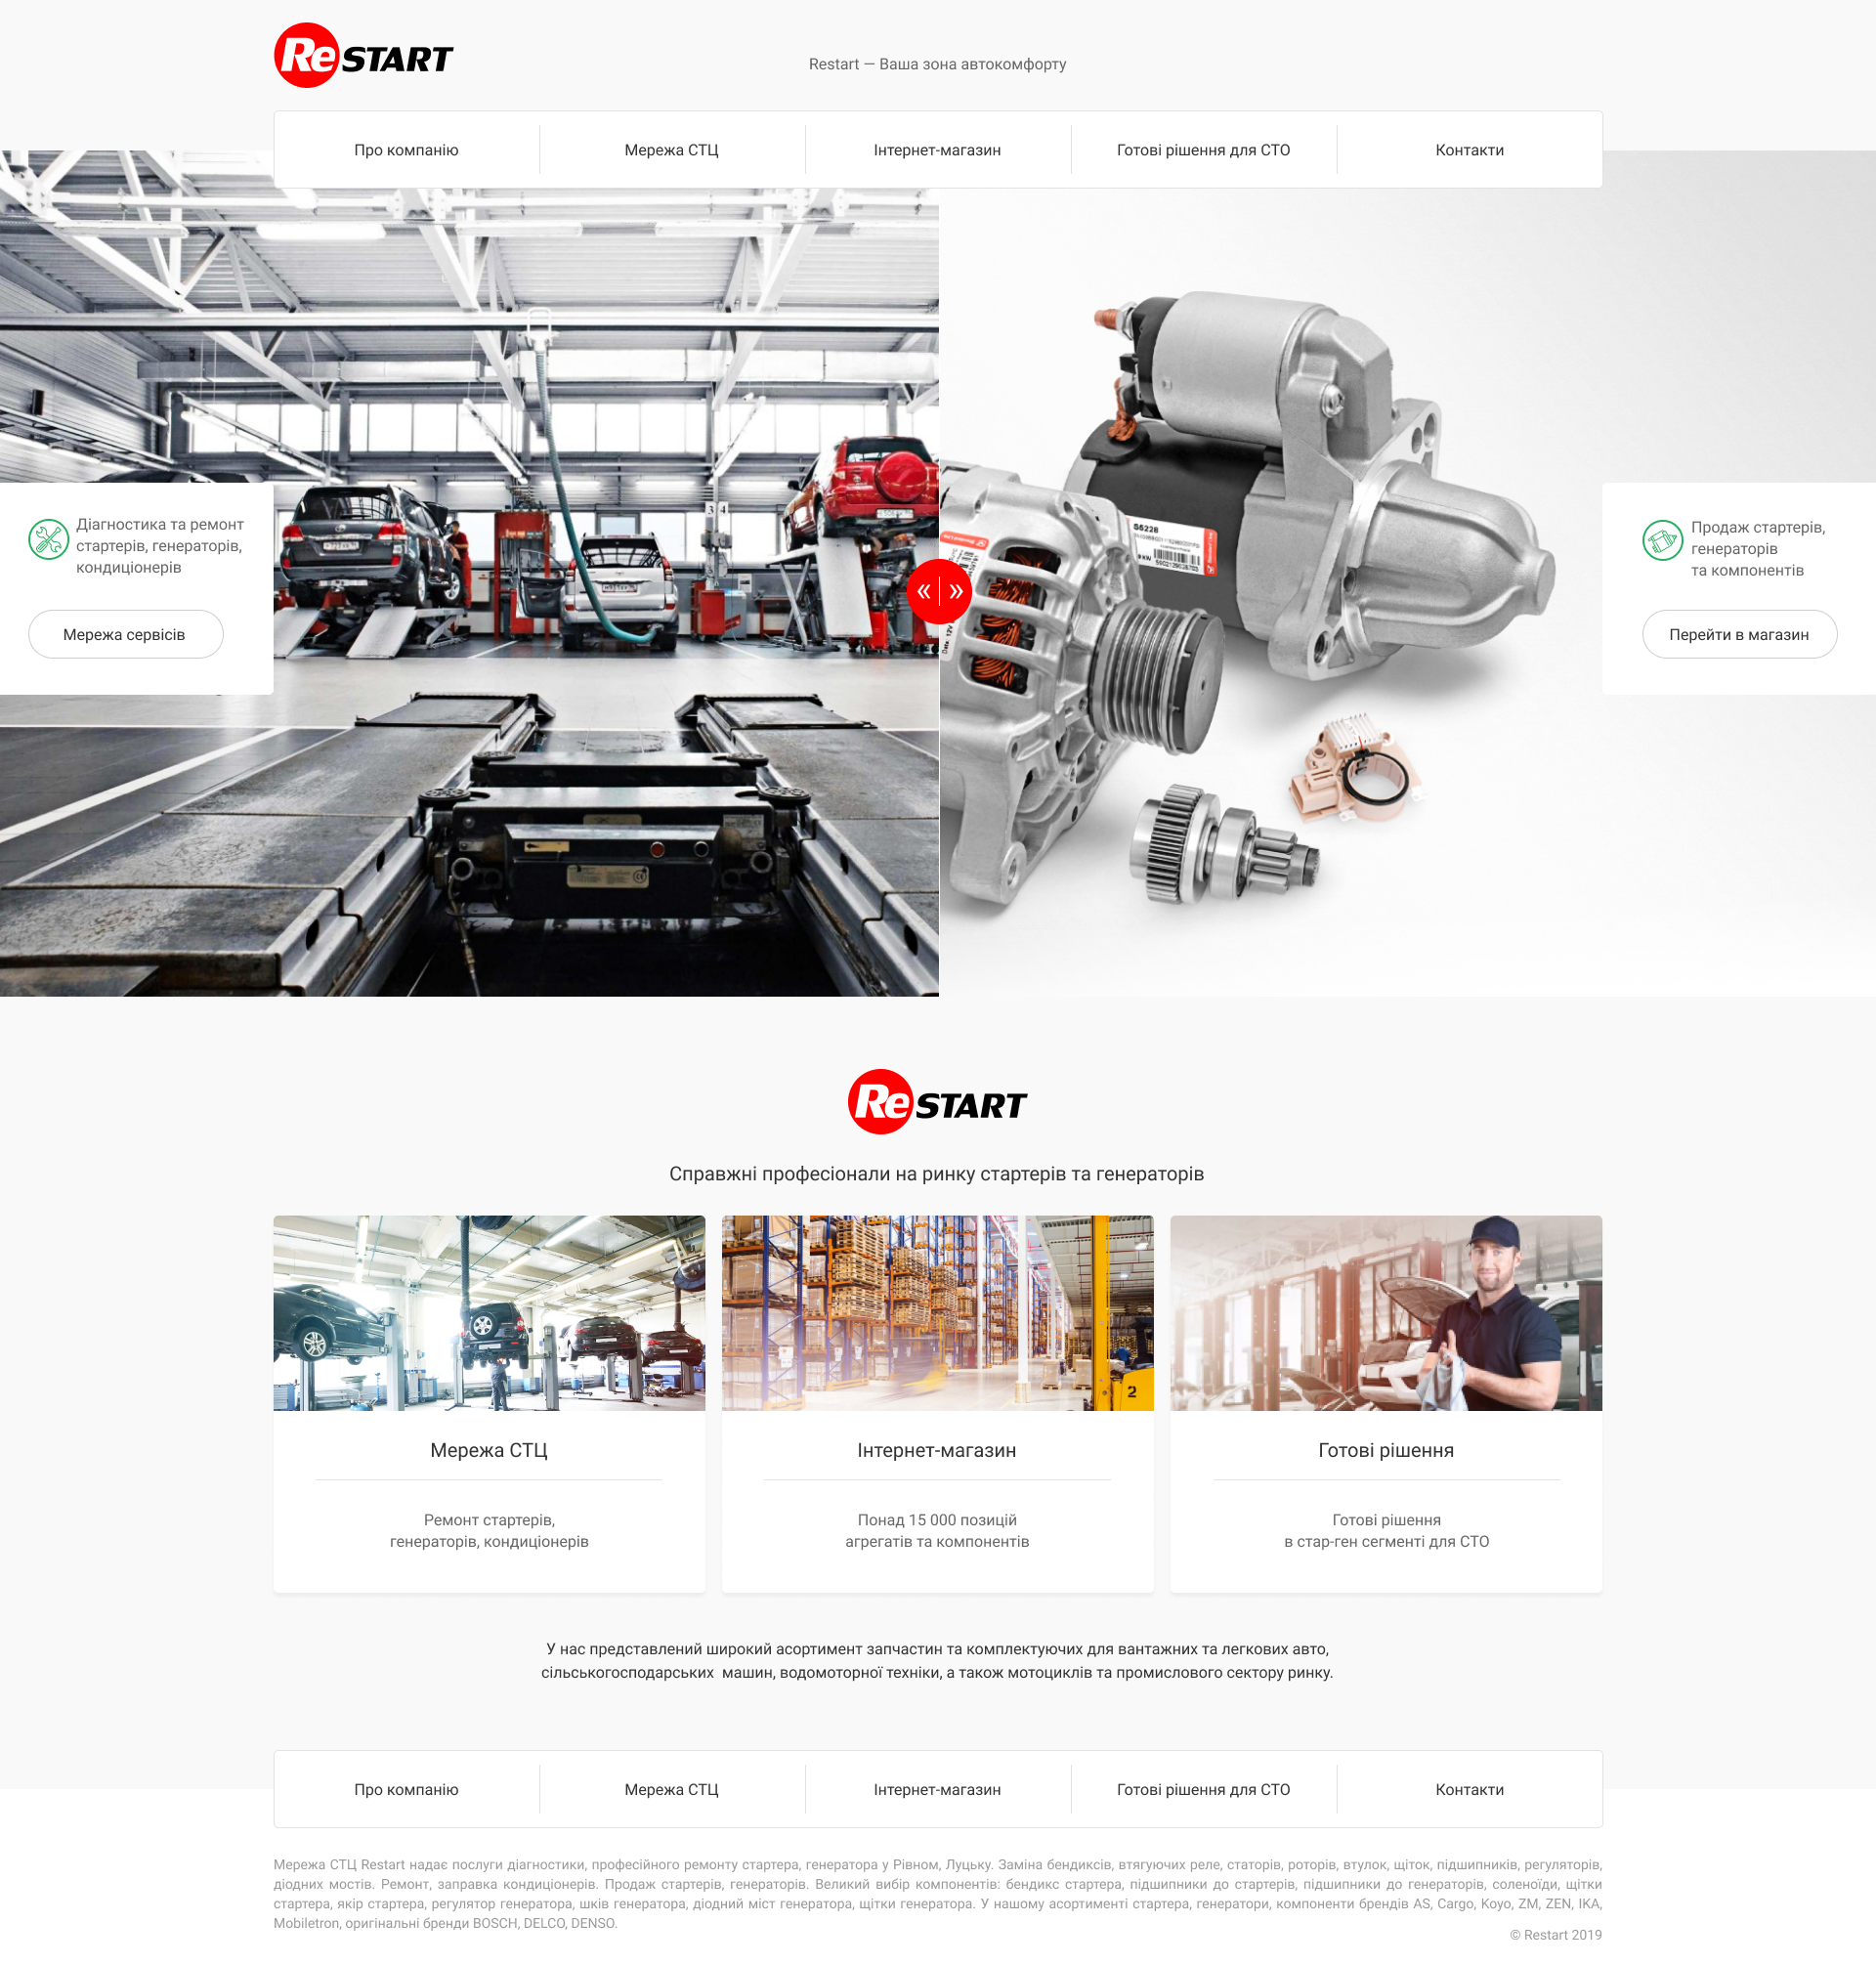 ReSTART
Restart — Ваша зона автокомфорту
Про компанію
Мережа СТЦ
Інтернет-магазин
Готові рішення для СТО
Контакти
3 4
S5226
Діагностика та ремонт
стартерів, генераторів,
кондиціонерів
Мережа сервісів
« | »
Продаж стартерів,
генераторів
та компонентів
Перейти в магазин
ReSTART
Справжні професіонали на ринку стартерів та генераторів
2
Мережа СТЦ
Ремонт стартерів,
генераторів, кондиціонерів
Інтернет-магазин
Понад 15 000 позицій
агрегатів та компонентів
Готові рішення
Готові рішення
в стар-ген сегменті для СТО
У нас представлений широкий асортимент запчастин та комплектуючих для вантажних та легкових авто,
сільськогосподарських машин, водомоторної техніки, а також мотоциклів та промислового сектору ринку.
Про компанію
Мережа СТЦ
Інтернет-магазин
Готові рішення для СТО
Контакти
Мережа СТЦ Restart надає послуги діагностики, професійного ремонту стартера, генератора у Рівном, Луцьку. Заміна бендиксів, втягуючих реле, статорів, роторів, втулок, щіток, підшипників, регуляторів,
діодних мостів. Ремонт, заправка кондиціонерів. Продаж стартерів, генераторів. Великий вибір компонентів: бендикс стартера, підшипники до стартерів, підшипники до генераторів, соленоїди, щітки
стартера, якір стартера, регулятор генератора, шків генератора, діодний міст генератора, щітки генератора. У нашому асортименті стартера, генератори, компоненти брендів AS, Cargo, Koyo, ZM, ZEN, IKA,
Mobiletron, оригінальні бренди BOSCH, DELCO, DENSO.
© Restart 2019